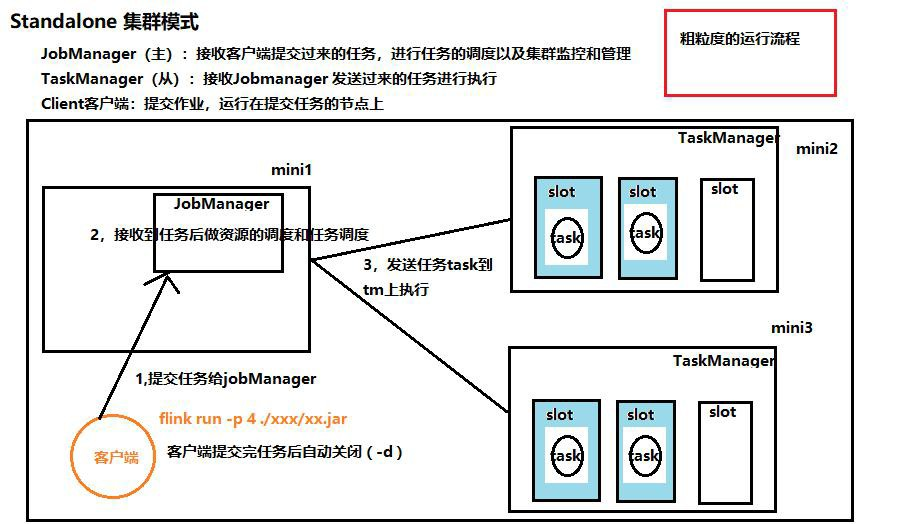 Standalone 集群模式
粗粒度的运行流程
JobManager（主）：接收客户端提交过来的任务，进行任务的调度以及集群监控和管理
TaskManager（从）：接收Jobmanager 发送过来的任务进行执行
Client客户端：提交作业，运行在提交任务的节点上
mini1
JobManager
2，接收到任务后做资源的调度和任务调度
TaskManager
mini2
slot
slot
slot
task
task
3，发送任务task到
tm上执行
mini3
TaskManager
slot
slot
slot
task
task
1,提交任务给jobManager
flink run -p 4 ./xxx/xx.jar
客户端
客户端提交完任务后自动关闭（-d）